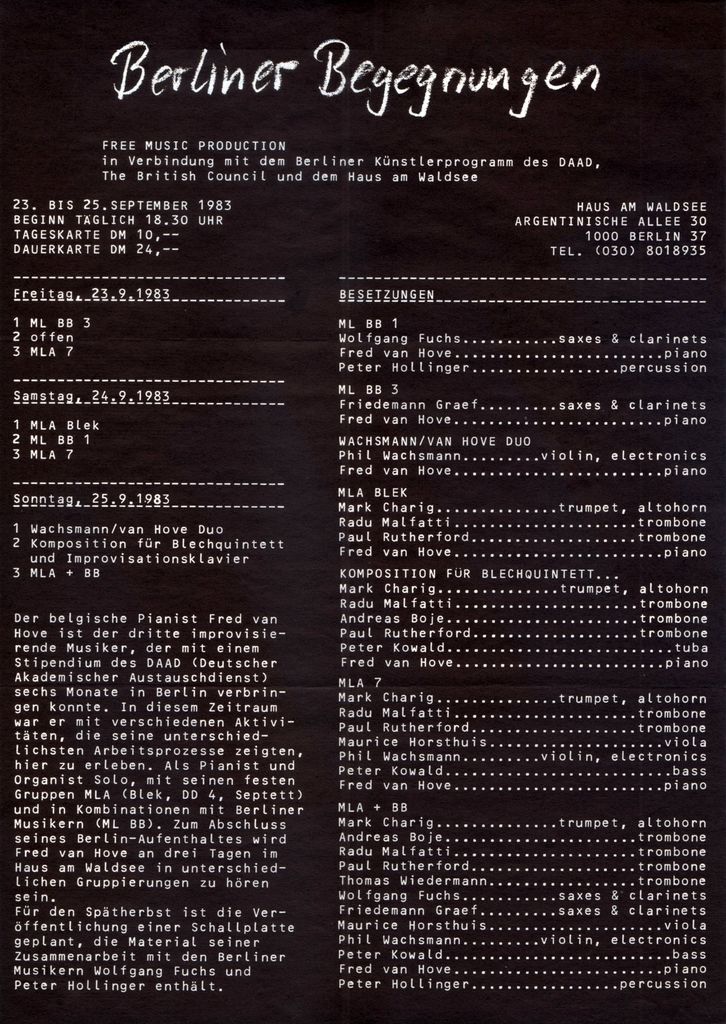 Berliner Begegnungen
FREE MUSIC PRODUCTION
in Verbindung mit dem Berliner Künstlerprogramm des DAAD,
The British Council und dem Haus am Waldsee
23. BIS 25.SEPTEMBER 1983
BEGINN TÄGLICH 18.30 UHR
TAGESKARTE DM 10,--
DAUERKARTE DM 24,--
HAUS AM WALDSEE
ARGENTINISCHE ALLEE 30
1000 BERLIN 37
TEL. (030) 8018935
Freitag, 23.9.1983
1 ML BB 3
2 offen
3 MLA 7
Samstag, 24.9.1983
1 MLA Blek
2 ML BB 1
3 MLA 7
Sonntag, 25.9.1983
1 Wachsmann/van Hove Duo
2 Komposition für Blechquintett
und Improvisationsklavier
3 MLA + BB
Der belgische Pianist Fred van
Hove ist der dritte improvisie-
rende Musiker, der mit einem
Stipendium des DAAD (Deutscher
Akademischer Austauschdienst)
sechs Monate in Berlin verbrin-
gen konnte. In diesem Zeitraum
war er mit verschiedenen Aktivi-
täten, die seine unterschied-
lichsten Arbeitsprozesse zeigten,
hier zu erleben. Als Pianist und
Organist Solo, mit seinen festen
Gruppen MLA (Blek, DD 4, Septett)
und in Kombinationen mit Berliner
Musikern (ML BB). Zum Abschluss
seines Berlin-Aufenthaltes wird
Fred van Hove an drei Tagen im
Haus am Waldsee in unterschied-
lichen Gruppierungen zu hören
sein.
Für den Spätherbst ist die Ver-
öffentlichung einer Schallplatte
geplant, die Material seiner
Zusammenarbeit mit den Berliner
Musikern Wolfgang Fuchs und
Peter Hollinger enthält.
BESETZUNGEN
ML BB 1
Wolfgang Fuchs...........saxes & clarinets
Fred van Hove.....................piano
Peter Hollinger...............percussion
ML BB 3
Friedemann Graef.........saxes & clarinets
Fred van Hove.....................piano
WACHSMANN/VAN HOVE DUO
Phil Wachsmann.........violin, electronics
Fred van Hove.....................piano
MLA BLEK
Mark Charig..............trumpet, altohorn
Radu Malfatti...................trombone
Paul Rutherford.................trombone
Fred van Hove.....................piano
KOMPOSITION FÜR BLECHQUINTETT...
Mark Charig..............trumpet, altohorn
Radu Malfatti...................trombone
Andreas Boje....................trombone
Paul Rutherford.................trombone
Peter Kowald........................tuba
Fred van Hove.....................piano
MLA 7
Mark Charig..............trumpet, altohorn
Radu Malfatti...................trombone
Paul Rutherford.................trombone
Maurice Horsthuis..................viola
Phil Wachsmann.........violin, electronics
Peter Kowald........................bass
Fred van Hove.....................piano
MLA + BB
Mark Charig..............trumpet, altohorn
Andreas Boje....................trombone
Radu Malfatti...................trombone
Paul Rutherford.................trombone
Thomas Wiedermann...............trombone
Wolfgang Fuchs...........saxes & clarinets
Friedemann Graef.........saxes & clarinets
Maurice Horsthuis..................viola
Phil Wachsmann.........violin, electronics
Peter Kowald........................bass
Fred van Hove.....................piano
Peter Hollinger...............percussion